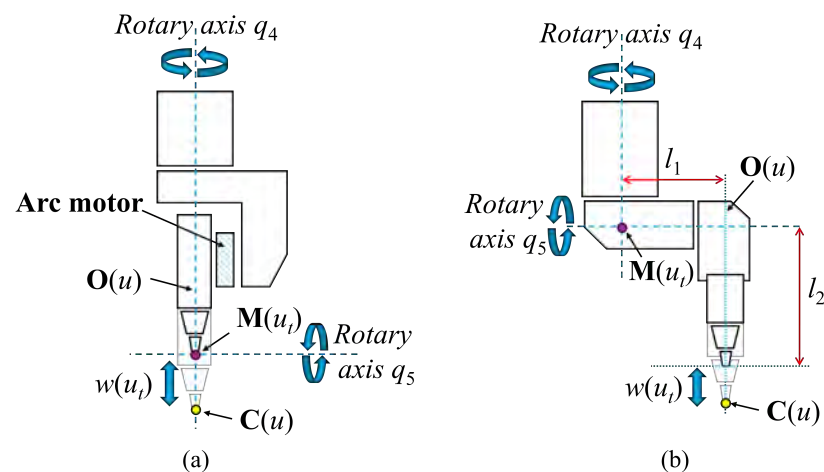 Rotary axis q₄
Arc motor
O(u)
M(uₜ)
Rotary
axis q₅
w(uₜ)
C(u)
(a)
Rotary axis q₄
l₁
O(u)
Rotary
axis q₅
M(uₜ)
l₂
w(uₜ)
C(u)
(b)